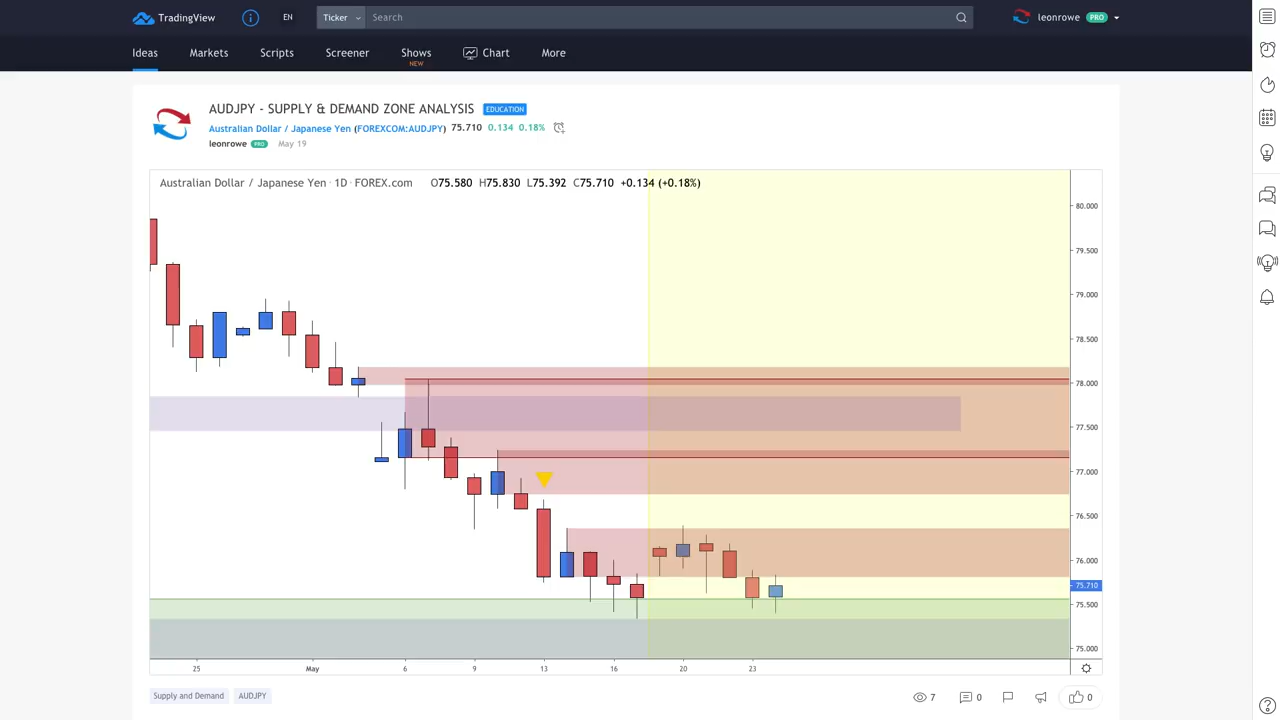 TradingView EN Ticker Search leonrowe PRO
Ideas Markets Scripts Screener Shows Chart More
NEW
AUDJPY - SUPPLY & DEMAND ZONE ANALYSIS EDUCATION
Australian Dollar / Japanese Yen (FOREXCOM:AUDJPY) 75.710 0.134 0.18%
leonrowe PRO May 19
Australian Dollar / Japanese Yen · 1D · FOREX.com O75.580 H75.830 L75.392 C75.710 +0.134 (+0.18%)
80.000
79.500
79.000
78.500
78.000
77.500
77.000
76.500
76.000
75.710
75.500
75.000
25 May 6 9 13 16 20 23
Supply and Demand AUDJPY 7 0 0